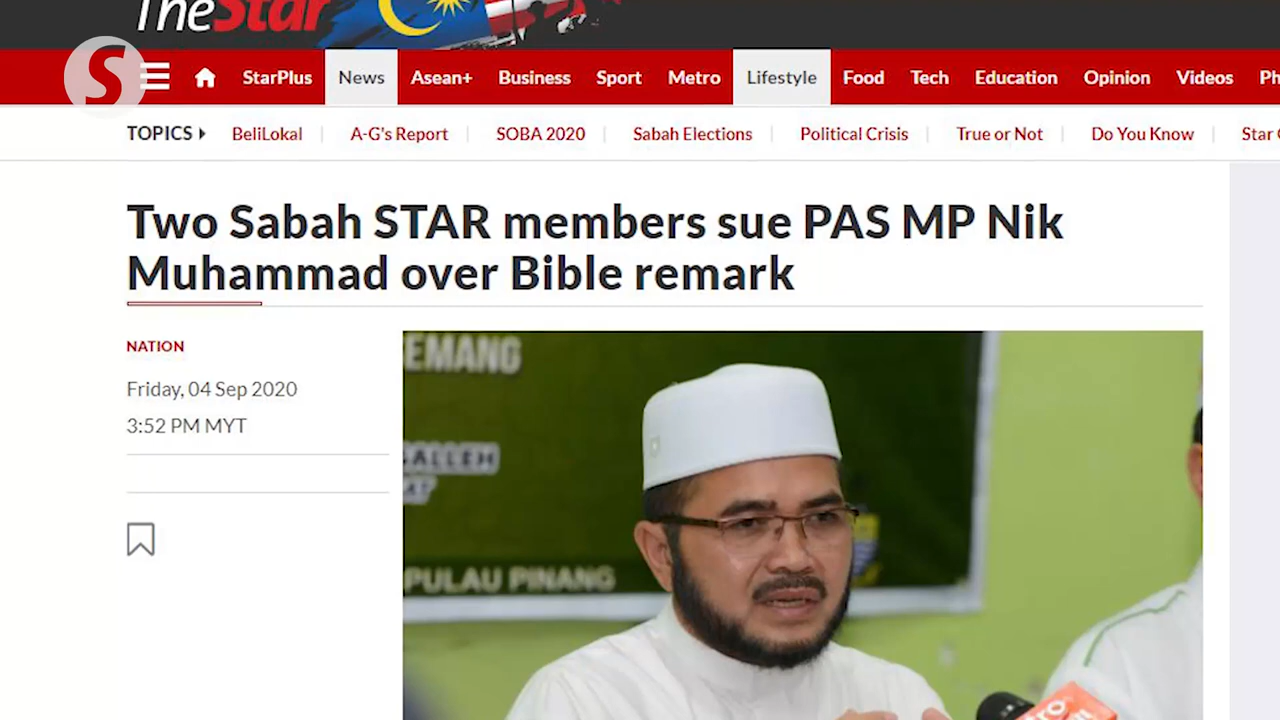 TheStar
S
StarPlus News Asean+ Business Sport Metro Lifestyle Food Tech Education Opinion Videos
TOPICS BeliLokal A-G's Report SOBA 2020 Sabah Elections Political Crisis True or Not Do You Know Star
Two Sabah STAR members sue PAS MP Nik
Muhammad over Bible remark
NATION
Friday, 04 Sep 2020
3:52 PM MYT
EMANG
ALLEH
PULAU PINANG